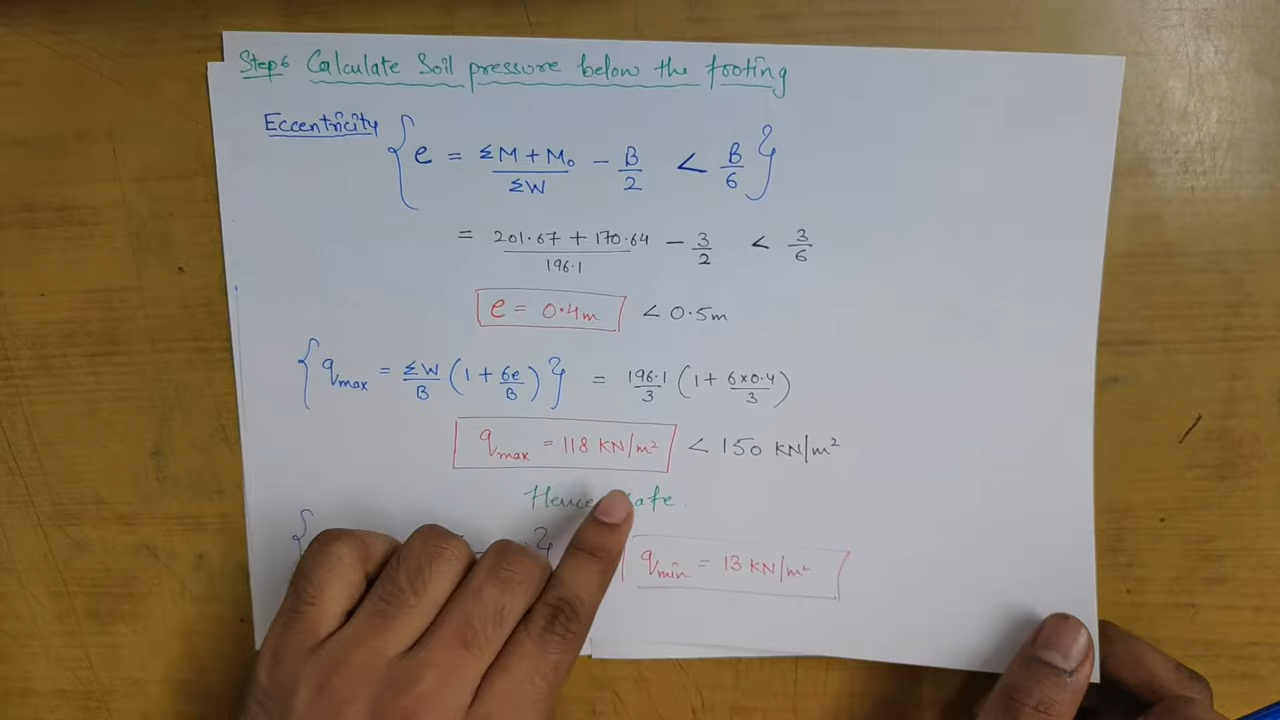 Step 6 Calculate Soil pressure below the footing
Eccentricity { e = ΣM + M₀ / ΣW - B/2 < B/6 }
= 201.67 + 170.64 / 196.1 - 3/2 < 3/6
e = 0.4m < 0.5m
{ qmax = ΣW/B (1 + 6e/B) } = 196.1/3 (1 + 6×0.4/3)
qmax = 118 KN/m² < 150 KN/m²
Hence
{ } qmin = 13 KN/m²